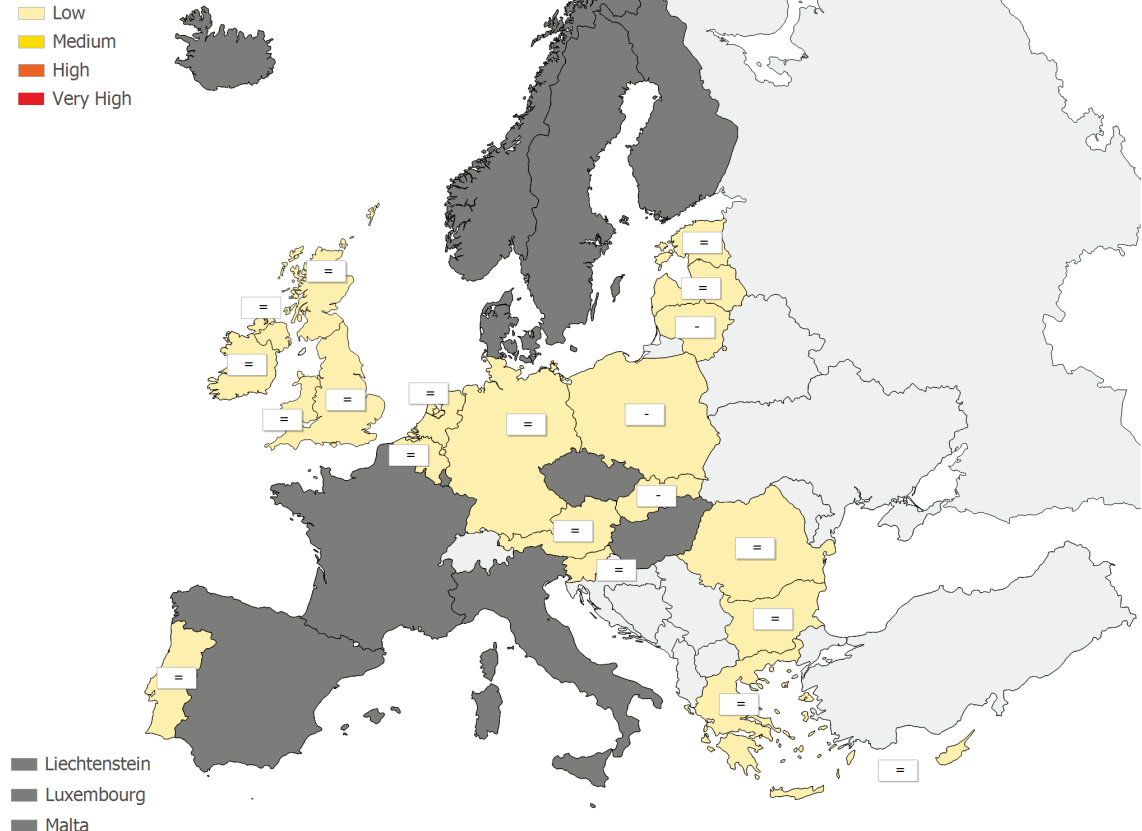 Low
Medium
High
Very High
=
=
=
=
-
=
=
=
=
=
-
=
-
=
=
=
=
=
=
=
Liechtenstein
Luxembourg
Malta